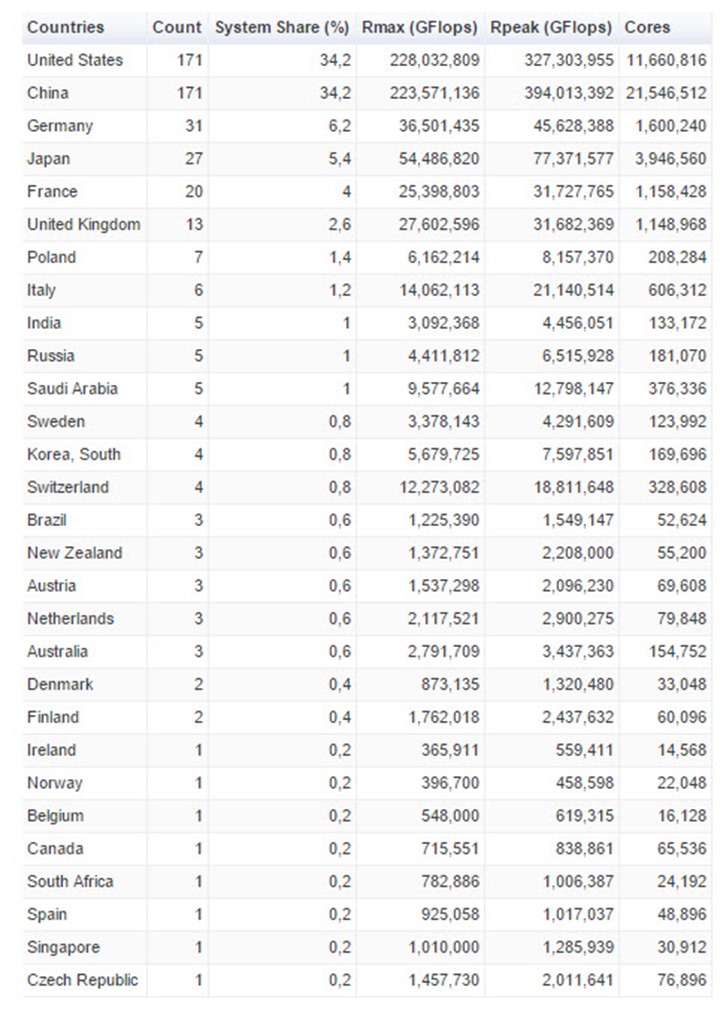 Countries Count System Share (%) Rmax (GFlops) Rpeak (GFlops) Cores
United States 171 34,2 228,032,809 327,303,955 11,660,816
China 171 34,2 223,571,136 394,013,392 21,546,512
Germany 31 6,2 36,501,435 45,628,388 1,600,240
Japan 27 5,4 54,486,820 77,371,577 3,946,560
France 20 4 25,398,803 31,727,765 1,158,428
United Kingdom 13 2,6 27,602,596 31,682,369 1,148,968
Poland 7 1,4 6,162,214 8,157,370 208,284
Italy 6 1,2 14,062,113 21,140,514 606,312
India 5 1 3,092,368 4,456,051 133,172
Russia 5 1 4,411,812 6,515,928 181,070
Saudi Arabia 5 1 9,577,664 12,798,147 376,336
Sweden 4 0,8 3,378,143 4,291,609 123,992
Korea, South 4 0,8 5,679,725 7,597,851 169,696
Switzerland 4 0,8 12,273,082 18,811,648 328,608
Brazil 3 0,6 1,225,390 1,549,147 52,624
New Zealand 3 0,6 1,372,751 2,208,000 55,200
Austria 3 0,6 1,537,298 2,096,230 69,608
Netherlands 3 0,6 2,117,521 2,900,275 79,848
Australia 3 0,6 2,791,709 3,437,363 154,752
Denmark 2 0,4 873,135 1,320,480 33,048
Finland 2 0,4 1,762,018 2,437,632 60,096
Ireland 1 0,2 365,911 559,411 14,568
Norway 1 0,2 396,700 458,598 22,048
Belgium 1 0,2 548,000 619,315 16,128
Canada 1 0,2 715,551 838,861 65,536
South Africa 1 0,2 782,886 1,006,387 24,192
Spain 1 0,2 925,058 1,017,037 48,896
Singapore 1 0,2 1,010,000 1,285,939 30,912
Czech Republic 1 0,2 1,457,730 2,011,641 76,896